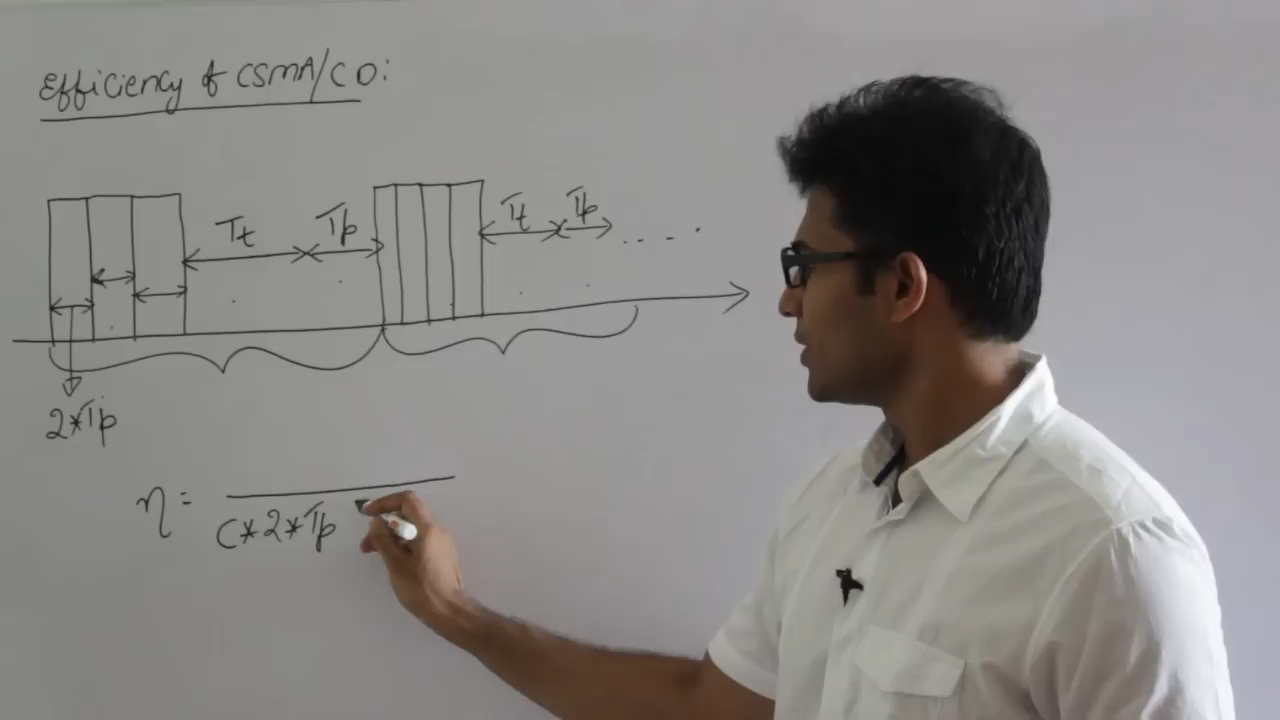 Efficiency of CSMA/CD:
Tt Tp Tt Tp ....
2*Tp
η =
C*2*Tp